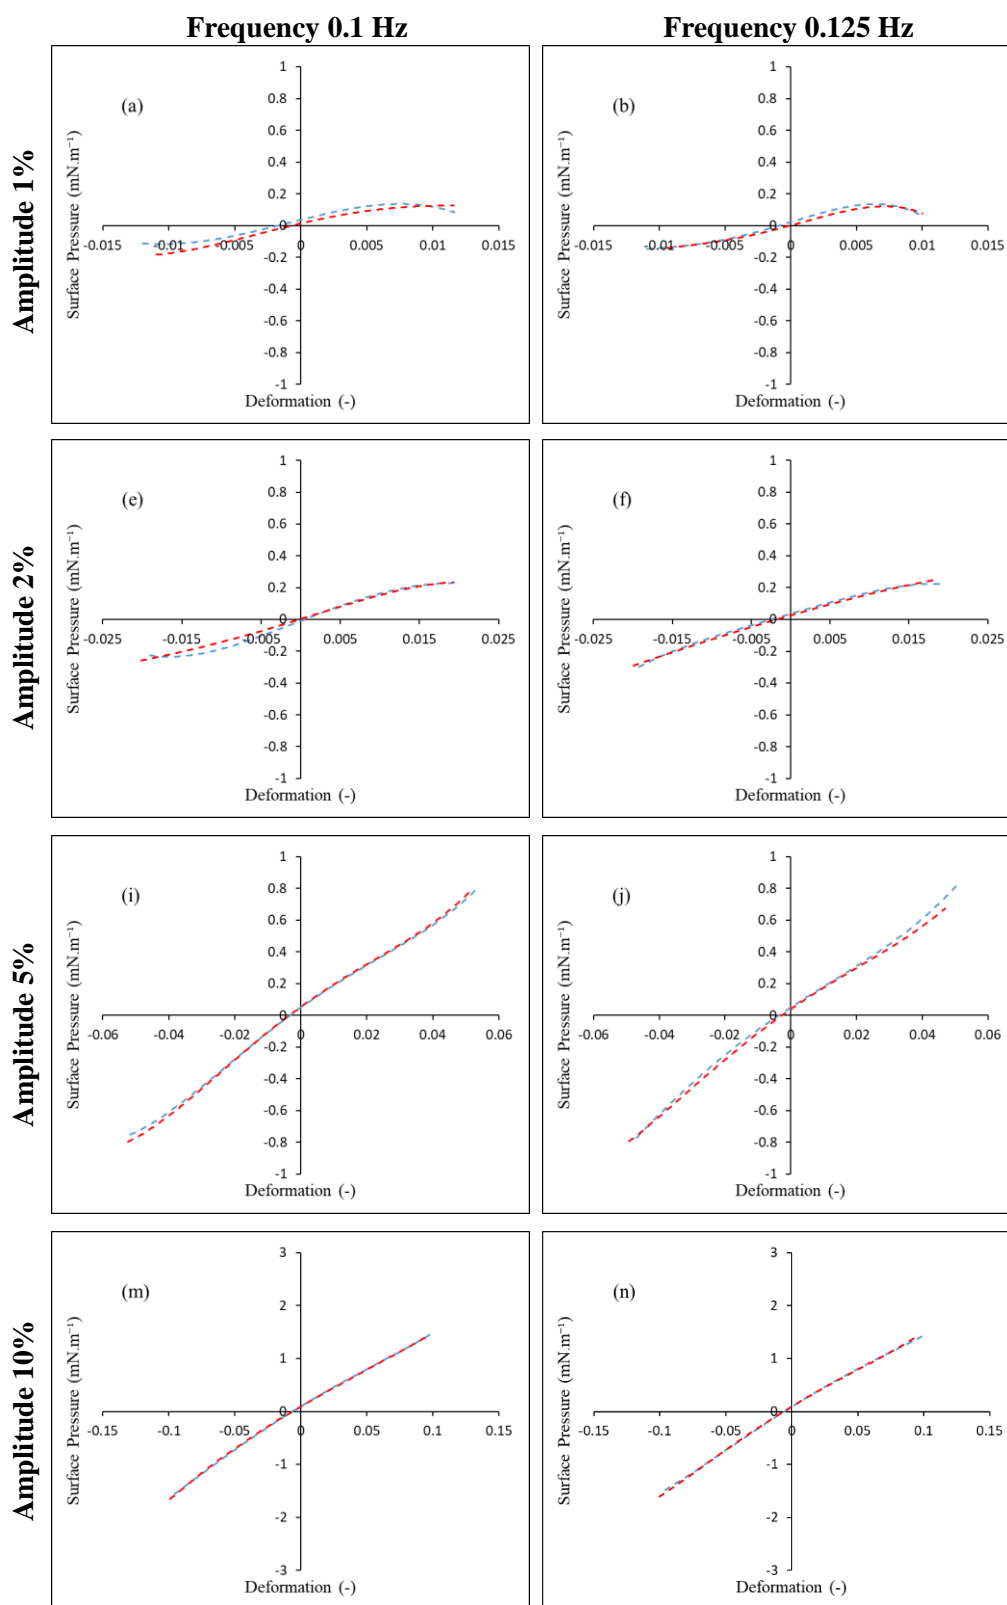 Frequency 0.1 Hz
Frequency 0.125 Hz
Amplitude 1%
(a)
Surface Pressure (mN.m⁻¹)
1
0.8
0.6
0.4
0.2
0
-0.2
-0.4
-0.6
-0.8
-1
-0.015 -0.01 -0.005 0 0.005 0.01 0.015
Deformation (-)
(b)
Surface Pressure (mN.m⁻¹)
1
0.8
0.6
0.4
0.2
0
-0.2
-0.4
-0.6
-0.8
-1
-0.015 -0.01 -0.005 0 0.005 0.01 0.015
Deformation (-)
Amplitude 2%
(e)
Surface Pressure (mN.m⁻¹)
1
0.8
0.6
0.4
0.2
0
-0.2
-0.4
-0.6
-0.8
-1
-0.025 -0.015 -0.005 0.005 0.015 0.025
Deformation (-)
(f)
Surface Pressure (mN.m⁻¹)
1
0.8
0.6
0.4
0.2
0
-0.2
-0.4
-0.6
-0.8
-1
-0.025 -0.015 -0.005 0.005 0.015 0.025
Deformation (-)
Amplitude 5%
(i)
Surface Pressure (mN.m⁻¹)
1
0.8
0.6
0.4
0.2
0
-0.2
-0.4
-0.6
-0.8
-1
-0.06 -0.04 -0.02 0 0.02 0.04 0.06
Deformation (-)
(j)
Surface Pressure (mN.m⁻¹)
1
0.8
0.6
0.4
0.2
0
-0.2
-0.4
-0.6
-0.8
-1
-0.06 -0.04 -0.02 0 0.02 0.04 0.06
Deformation (-)
Amplitude 10%
(m)
Surface Pressure (mN.m⁻¹)
3
2
1
0
-1
-2
-3
-0.15 -0.1 -0.05 0 0.05 0.1 0.15
Deformation (-)
(n)
Surface Pressure (mN.m⁻¹)
3
2
1
0
-1
-2
-3
-0.15 -0.1 -0.05 0 0.05 0.1 0.15
Deformation (-)